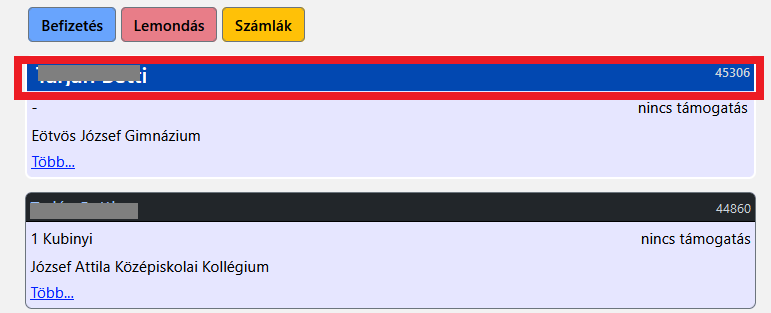 Befizetés Lemondás Számlák
45306
- nincs támogatás
Eötvös József Gimnázium
Több...
44860
1 Kubinyi nincs támogatás
József Attila Középiskolai Kollégium
Több...